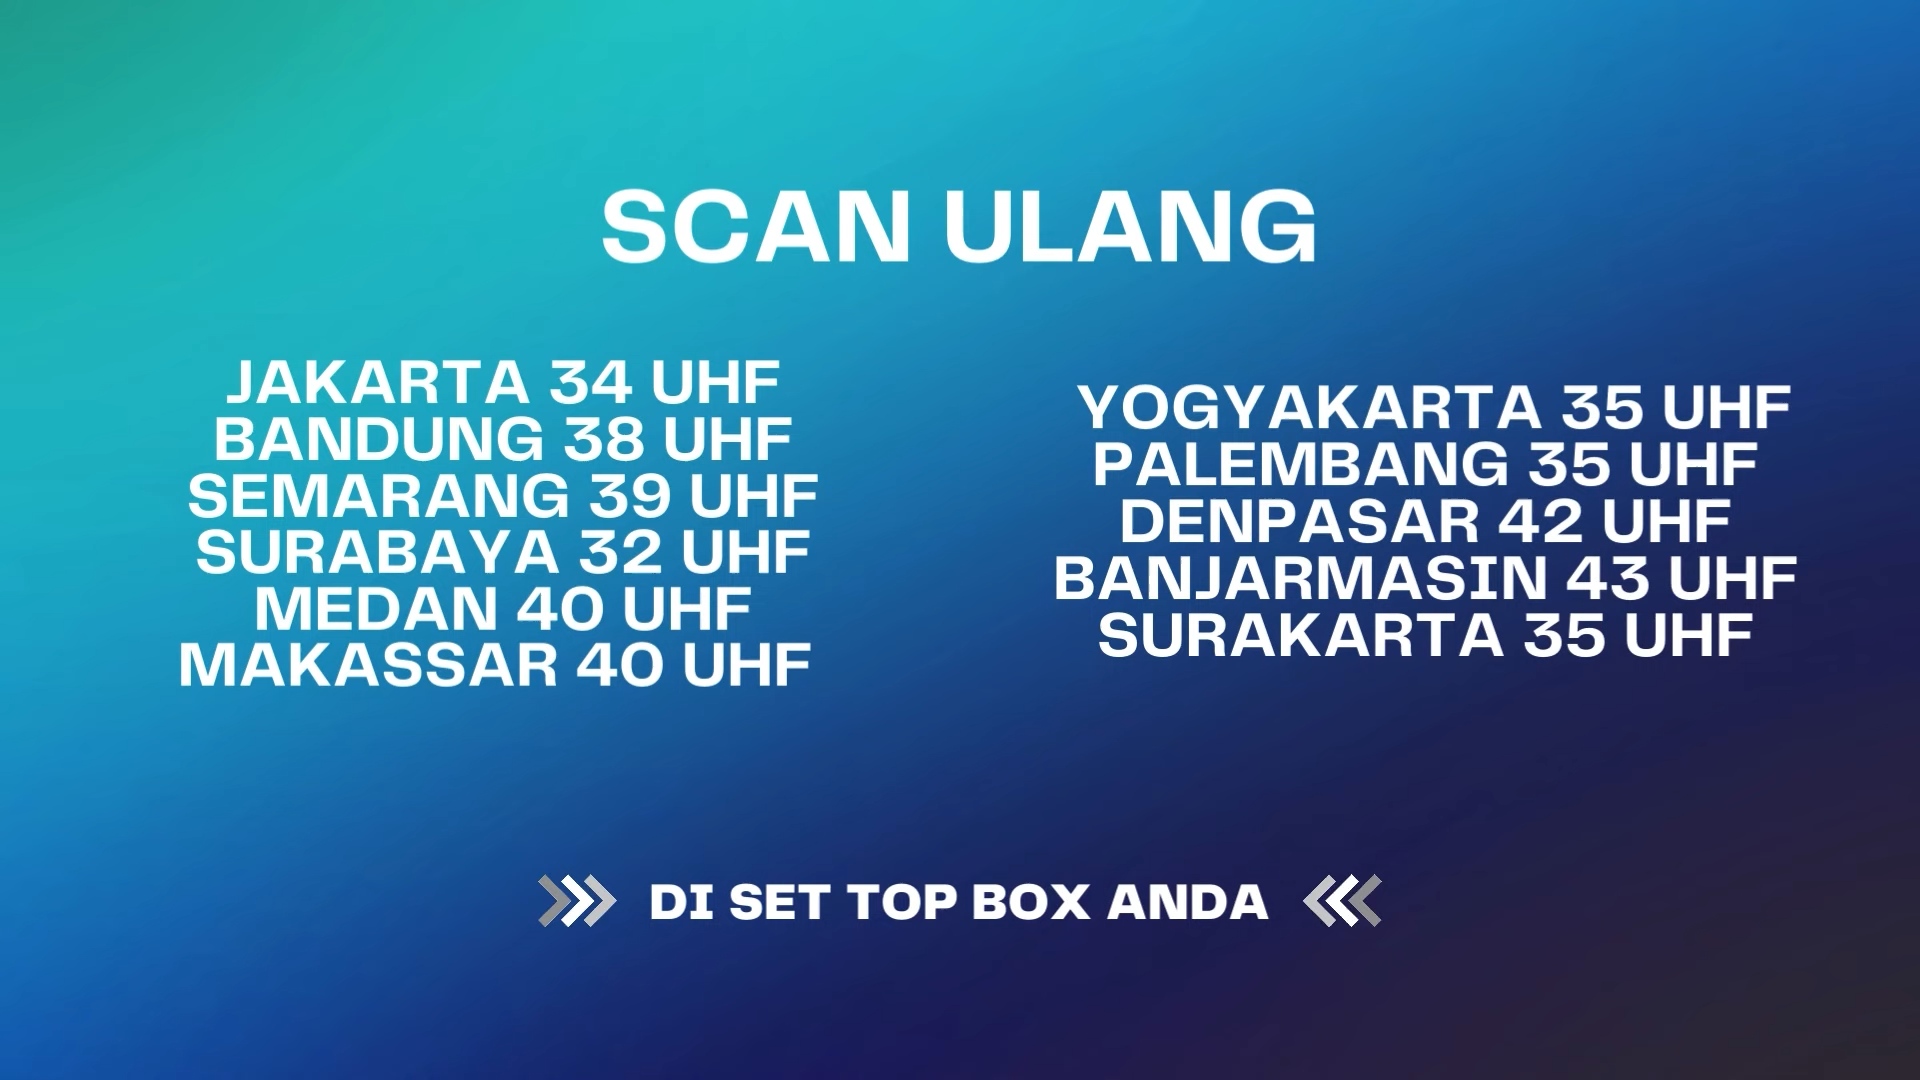 SCAN ULANG
JAKARTA 34 UHF
BANDUNG 38 UHF
SEMARANG 39 UHF
SURABAYA 32 UHF
MEDAN 40 UHF
MAKASSAR 40 UHF
YOGYAKARTA 35 UHF
PALEMBANG 35 UHF
DENPASAR 42 UHF
BANJARMASIN 43 UHF
SURAKARTA 35 UHF
DI SET TOP BOX ANDA